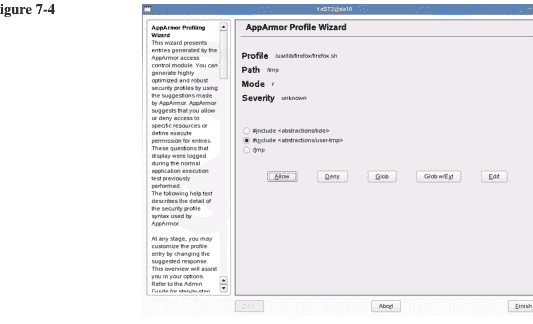 igure 7-4
YaST2@da10
AppArmor Profiling
Wizard
This wizard presents
entries generated by the
AppArmor access
control module. You can
generate highly
optimized and robust
security profiles by using
the suggestions made
by AppArmor. AppArmor
suggests that you allow
or deny access to
specific resources or
define execute
permission for entries.
These questions that
display were logged
during the normal
application execution
test previously
performed.
The following help text
describes the detail of
the security profile
syntax used by
AppArmor.
At any stage, you may
customize the profile
entry by changing the
suggested response.
This overview will assist
you in your options.
Refer to the Admin
Guide for step-by-step
AppArmor Profile Wizard
Profile /usr/lib/firefox/firefox.sh
Path /tmp
Mode r
Severity unknown
#include <abstractions/kde>
#include <abstractions/user-tmp>
/tmp
Allow Deny Glob Glob w/Ext Edit
Abort Finish